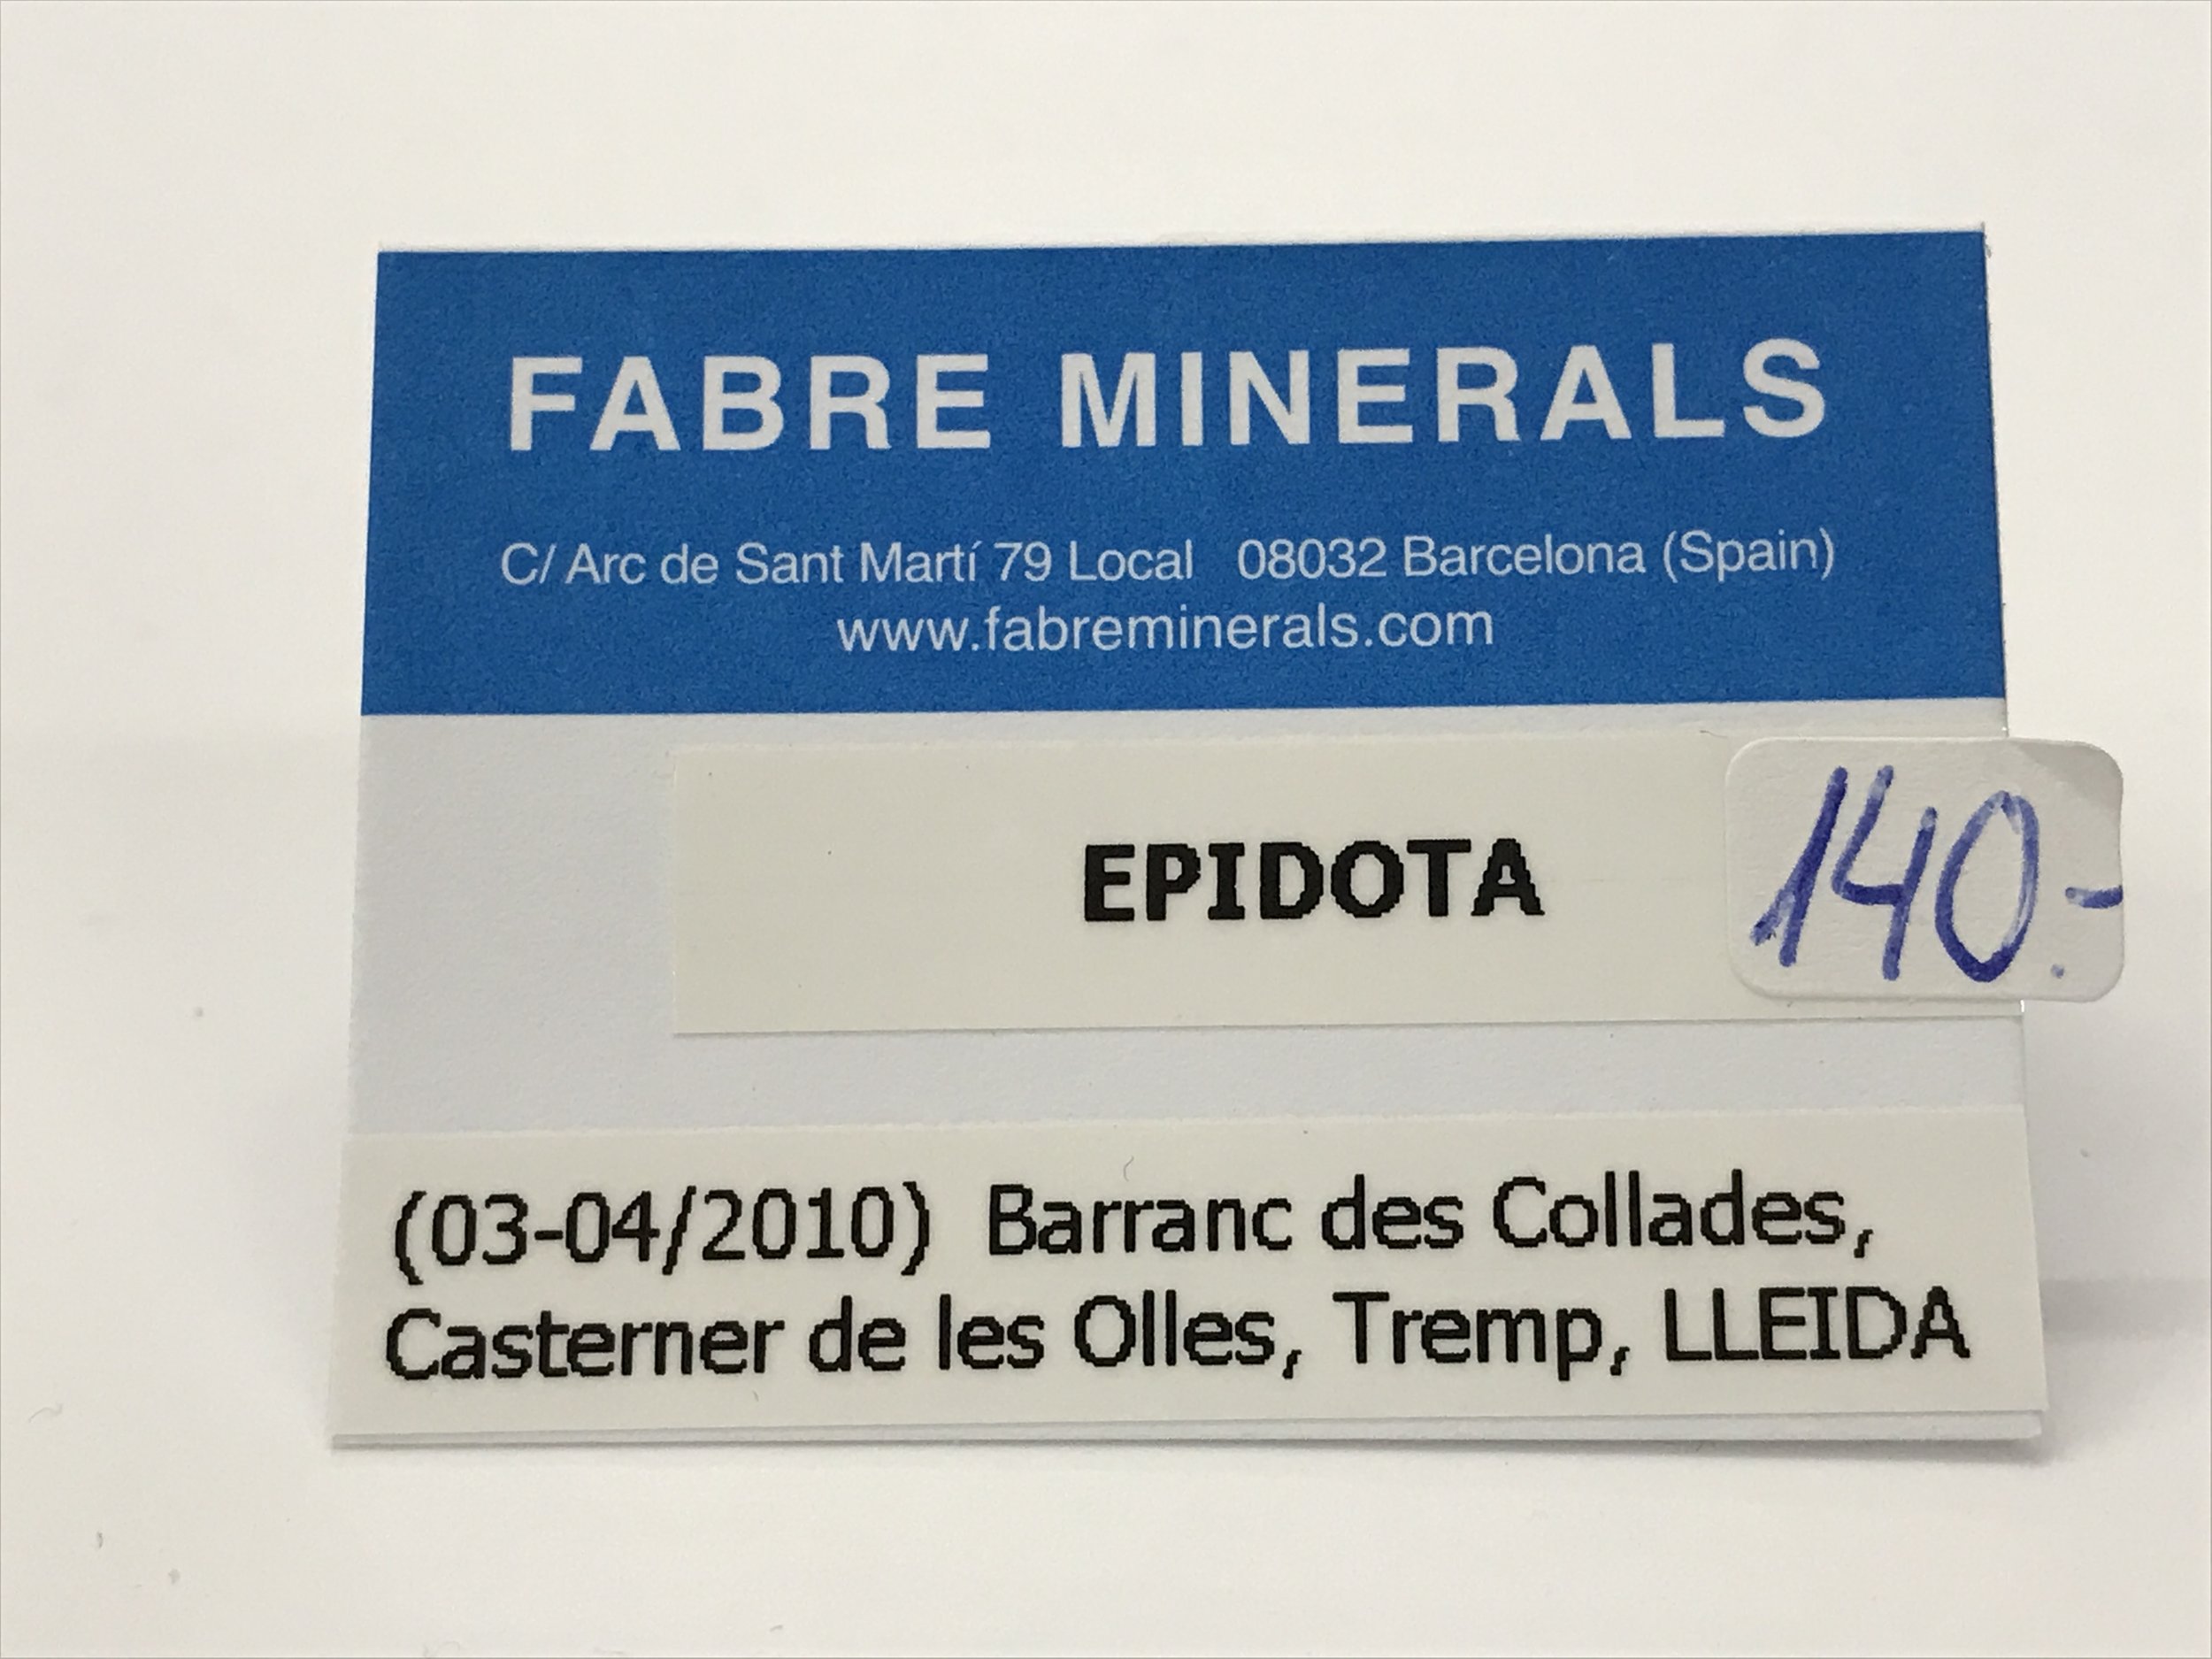 FABRE MINERALS
C/ Arc de Sant Martí 79 Local 08032 Barcelona (Spain)
www.fabreminerals.com
EPIDOTA
140.-
(03-04/2010) Barranc des Collades,
Casterner de les Olles, Tremp, LLEIDA